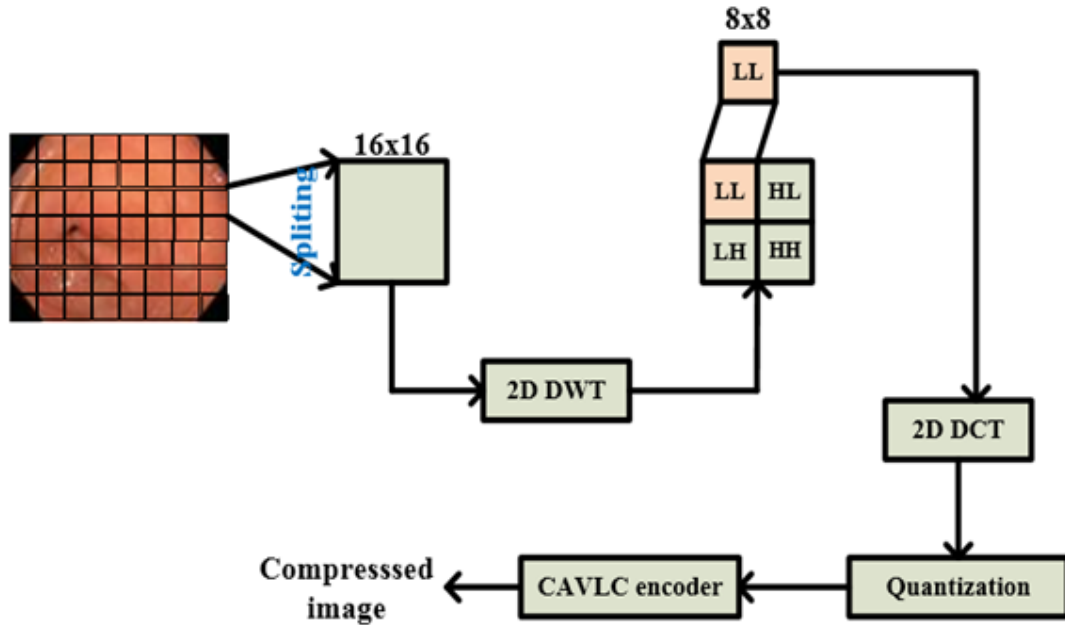 8x8
LL
16x16
Spliting
LL HL
LH HH
2D DWT
2D DCT
Compresssed
image
CAVLC encoder
Quantization